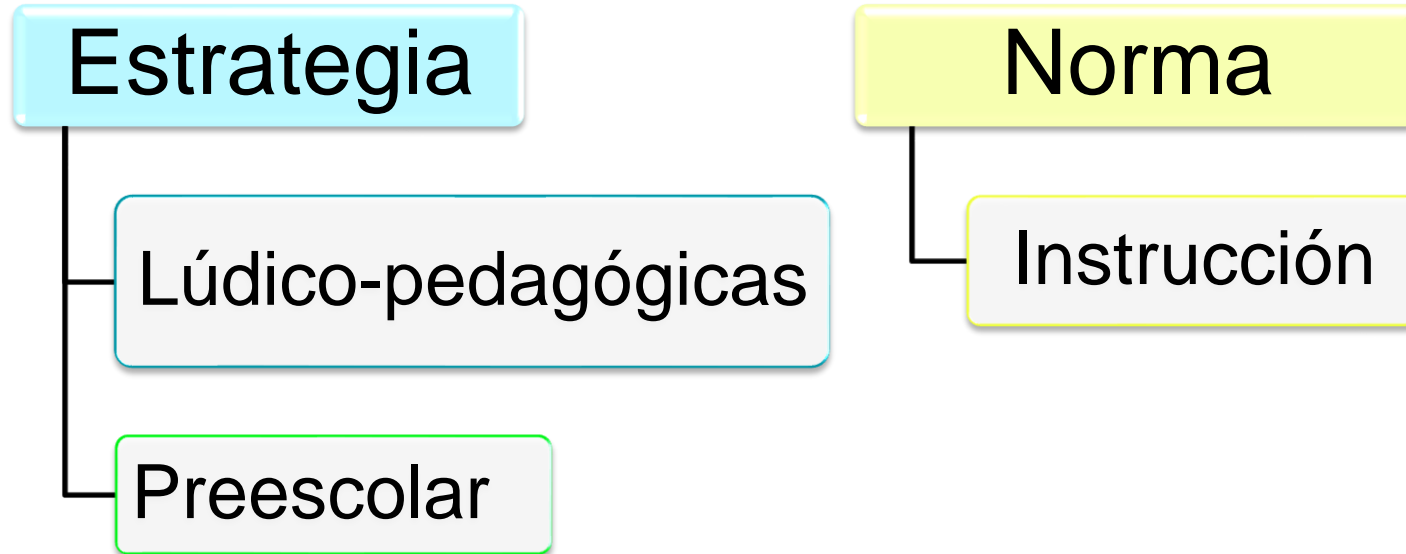 Estrategia
Lúdico-pedagógicas
Preescolar
Norma
Instrucción